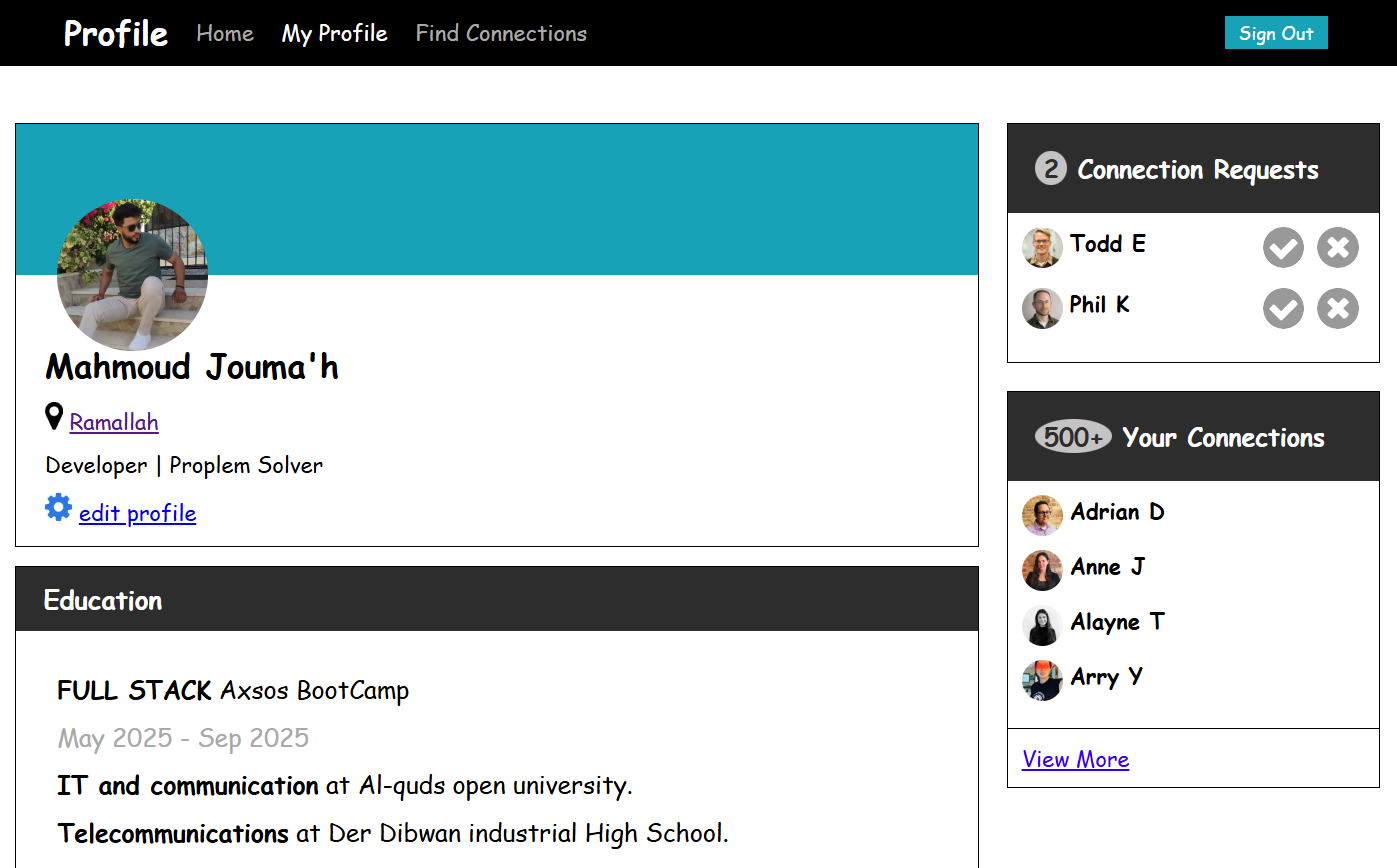 Profile Home My Profile Find Connections Sign Out
Mahmoud Jouma'h
Ramallah
Developer | Proplem Solver
edit profile
Education
FULL STACK Axsos BootCamp
May 2025 - Sep 2025
IT and communication at Al-quds open university.
Telecommunications at Der Dibwan industrial High School.
2 Connection Requests
Todd E
Phil K
500+ Your Connections
Adrian D
Anne J
Alayne T
Arry Y
View More